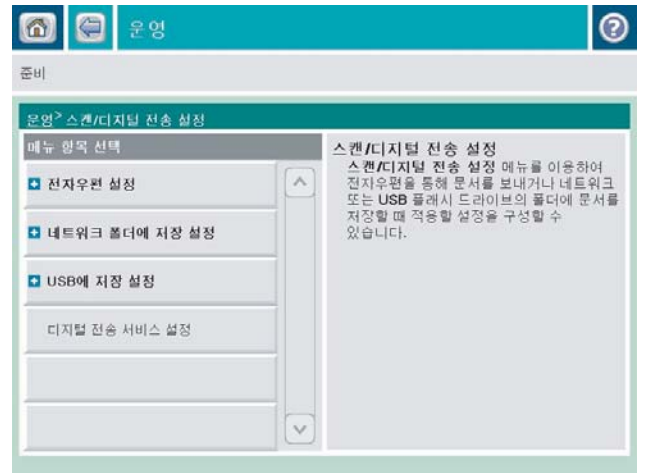 운영
?
준비
운영> 스캔/디지털 전송 설정
메뉴 항목 선택
전자우편 설정
네트워크 폴더에 저장 설정
USB에 저장 설정
디지털 전송 서비스 설정
스캔/디지털 전송 설정
스캔/디지털 전송 설정 메뉴를 이용하여
전자우편을 통해 문서를 보내거나 네트워크
또는 USB 플래시 드라이브의 폴더에 문서를
저장할 때 적용할 설정을 구성할 수
있습니다.